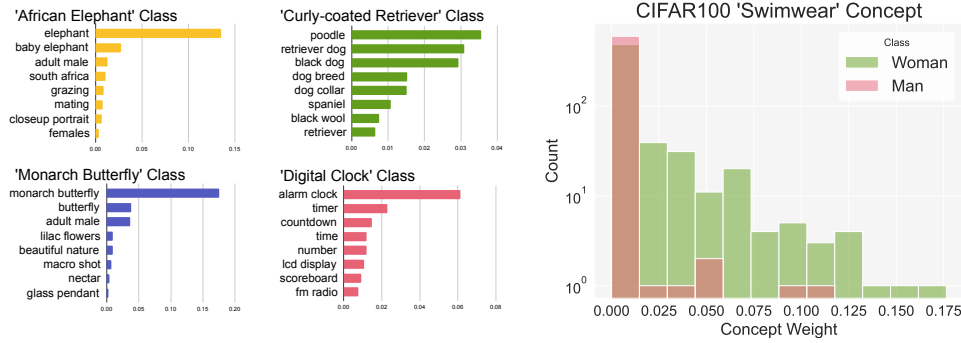 'African Elephant' Class
elephant
baby elephant
adult male
south africa
grazing
mating
closeup portrait
females
0.00 0.05 0.10 0.15
'Curly-coated Retriever' Class
poodle
retriever dog
black dog
dog breed
dog collar
spaniel
black wool
retriever
0.00 0.01 0.02 0.03 0.04
'Monarch Butterfly' Class
monarch butterfly
butterfly
adult male
lilac flowers
beautiful nature
macro shot
nectar
glass pendant
0.00 0.05 0.10 0.15 0.20
'Digital Clock' Class
alarm clock
timer
countdown
time
number
lcd display
scoreboard
fm radio
0.00 0.02 0.04 0.06 0.08
CIFAR100 'Swimwear' Concept
Class
Woman
Man
Count
10²
10¹
10⁰
0.000 0.025 0.050 0.075 0.100 0.125 0.150 0.175
Concept Weight